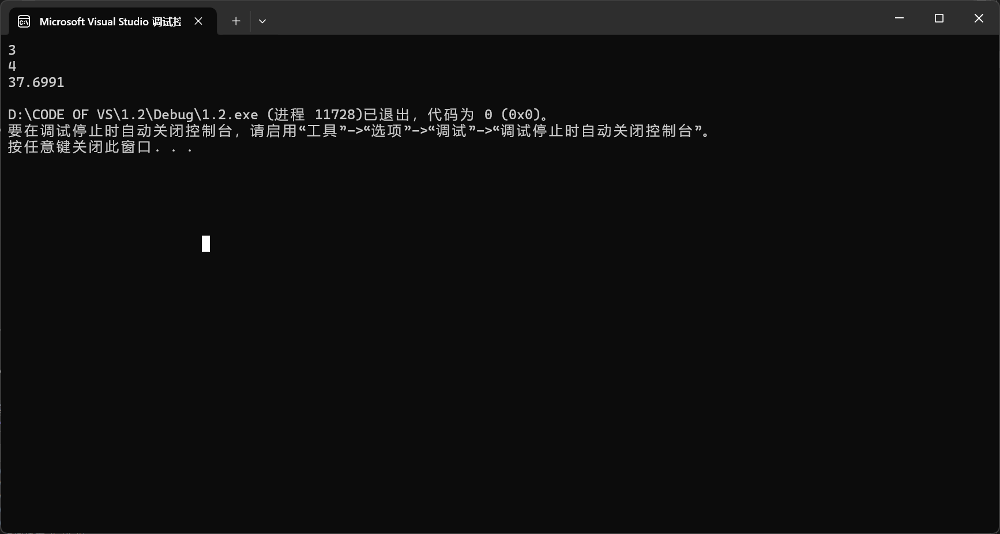 Microsoft Visual Studio 调试控
3
4
37.6991
D:\CODE OF VS\1.2\Debug\1.2.exe (进程 11728)已退出，代码为 0 (0x0)。
要在调试停止时自动关闭控制台，请启用“工具”->“选项”->“调试”->“调试停止时自动关闭控制台”。
按任意键关闭此窗口. . .